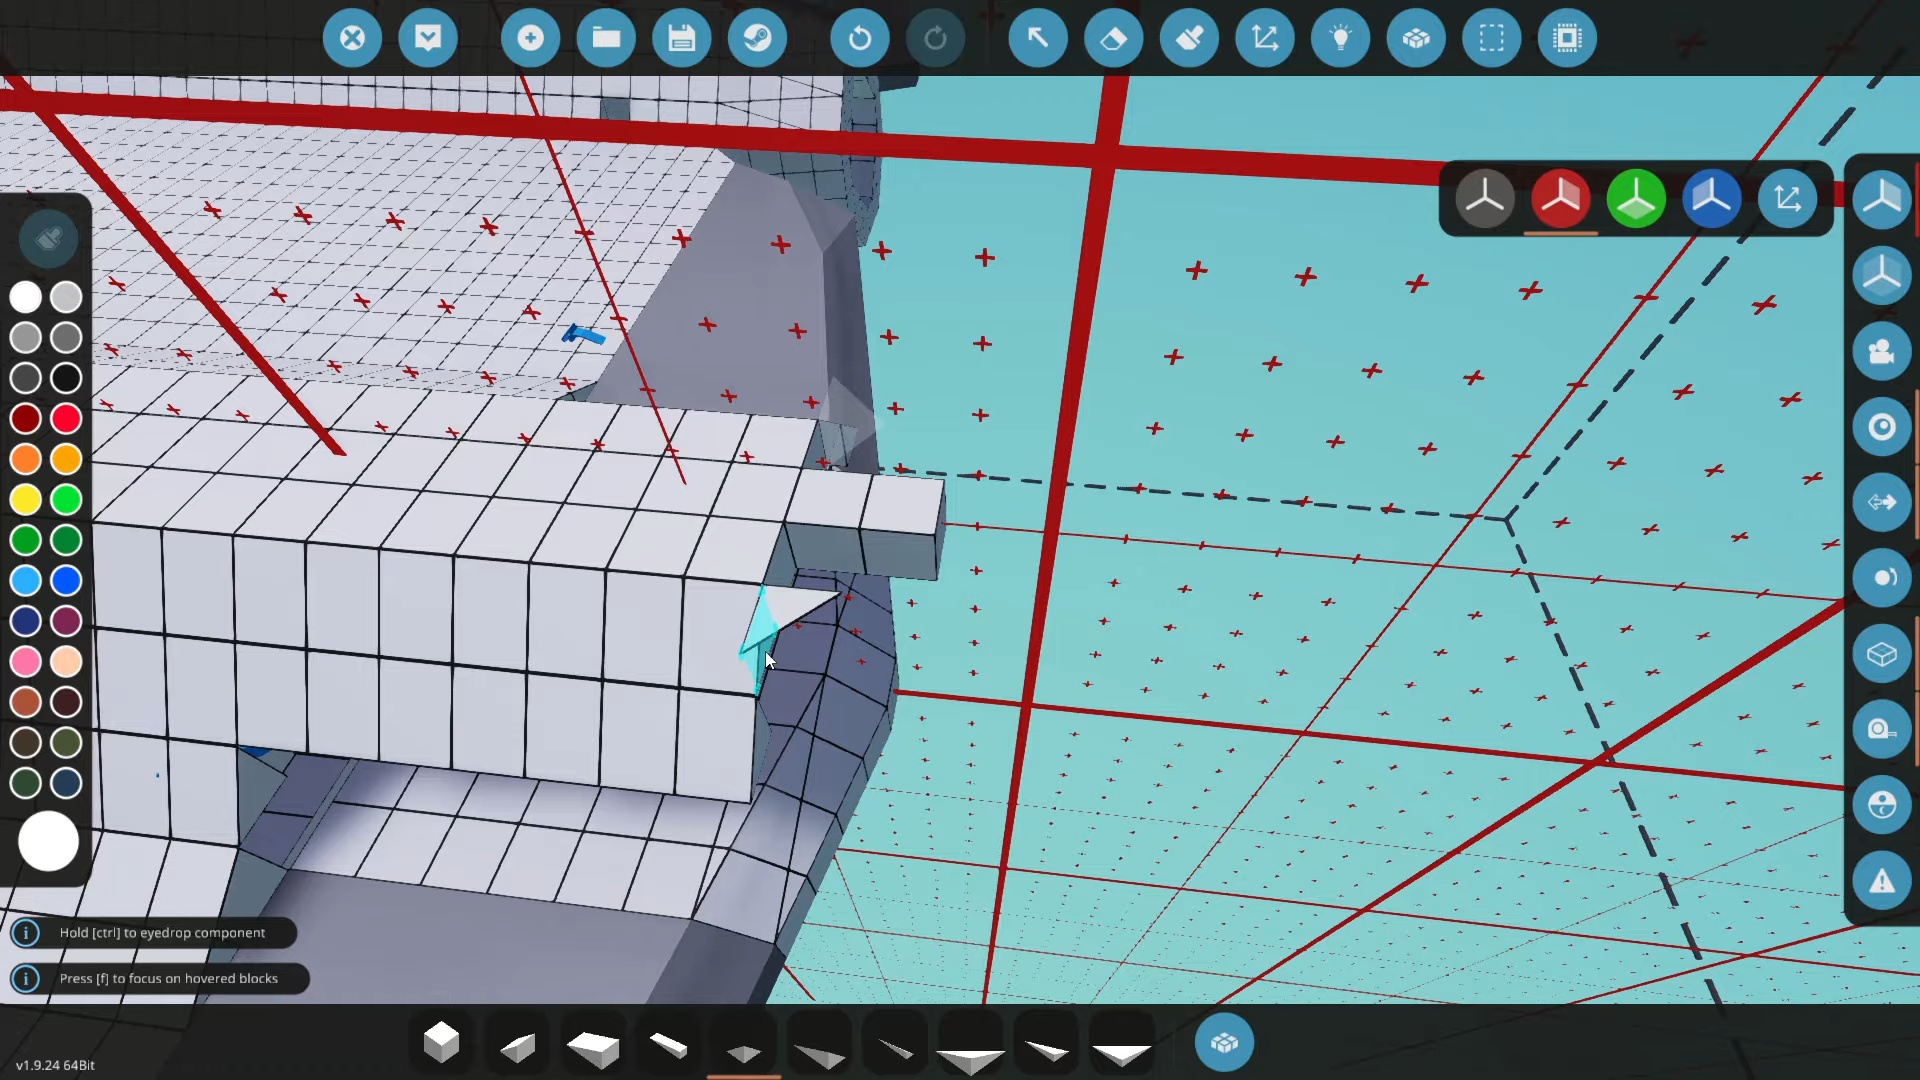 Hold [ctrl] to eyedrop component
Press [f] to focus on hovered blocks
v1.9.24 64Bit